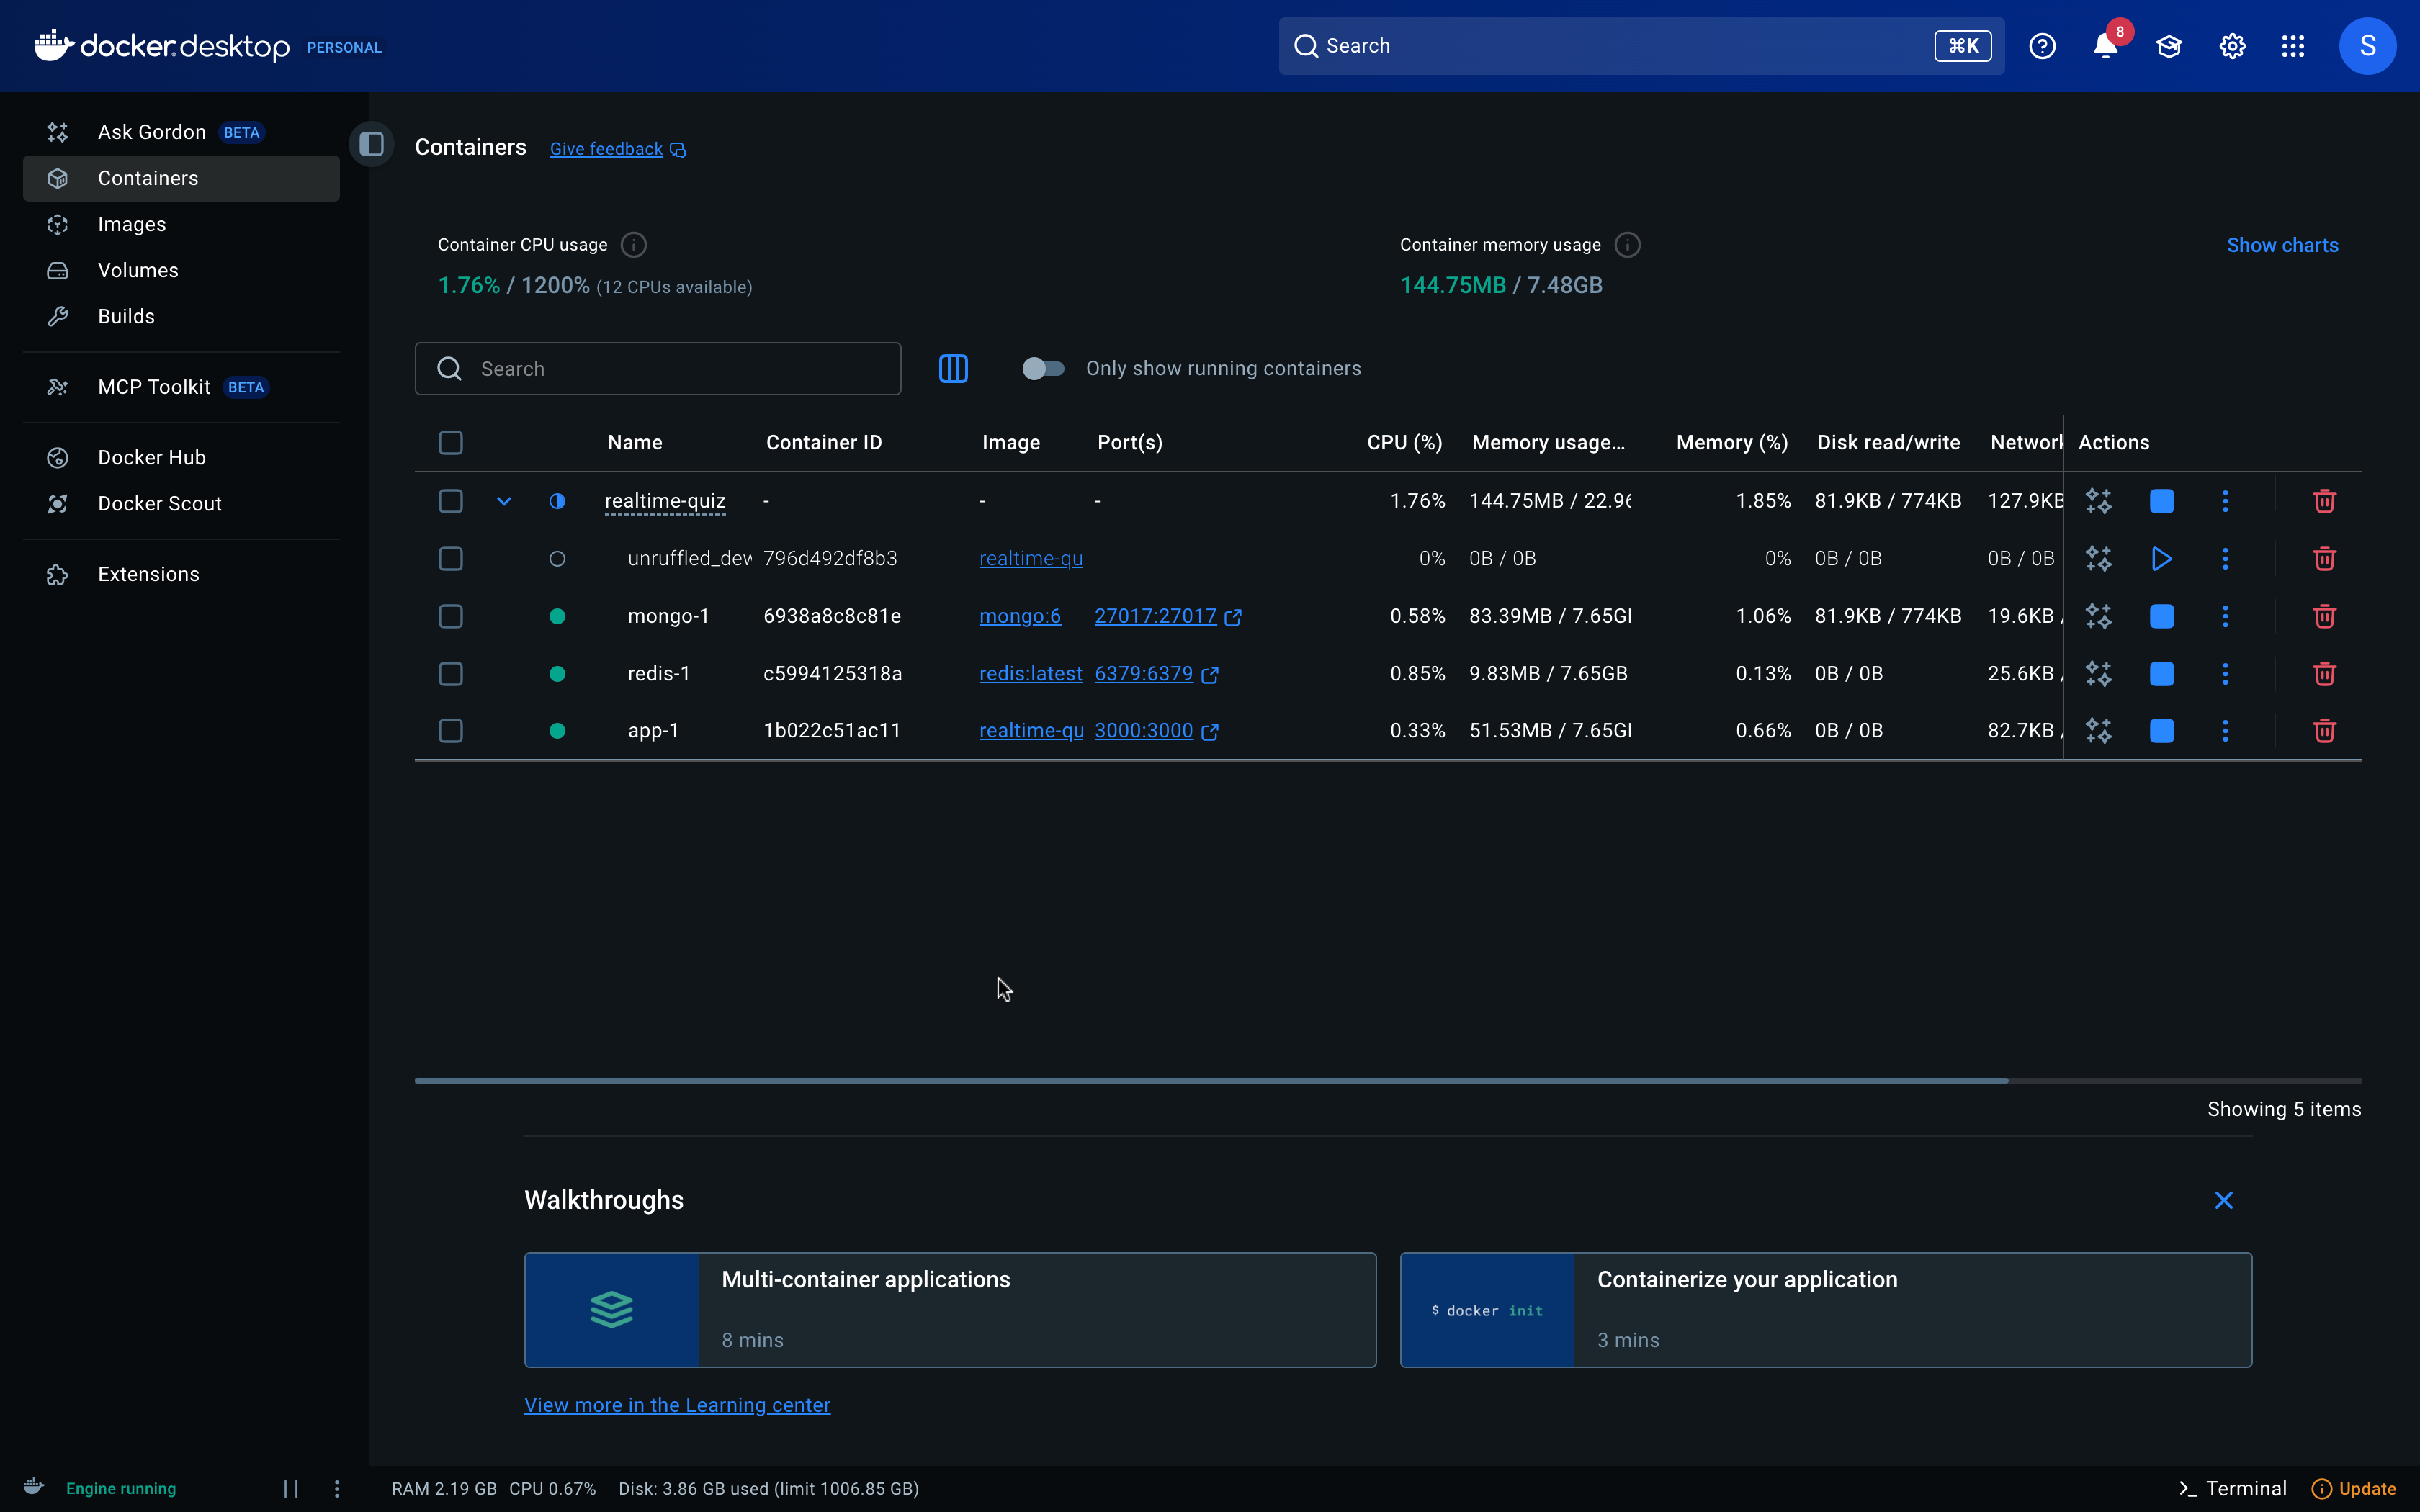 docker desktop PERSONAL
Search ⌘K
8
S
Ask Gordon BETA
Containers
Images
Volumes
Builds
MCP Toolkit BETA
Docker Hub
Docker Scout
Extensions
Containers Give feedback
Container CPU usage
1.76% / 1200% (12 CPUs available)
Container memory usage
144.75MB / 7.48GB
Show charts
Search
Only show running containers
Name Container ID Image Port(s) CPU (%) Memory usage... Memory (%) Disk read/write Network Actions
realtime-quiz - - - 1.76% 144.75MB / 22.96 1.85% 81.9KB / 774KB 127.9KB
unruffled_dew 796d492df8b3 realtime-qu 0% 0B / 0B 0% 0B / 0B 0B / 0B
mongo-1 6938a8c8c81e mongo:6 27017:27017 0.58% 83.39MB / 7.65G 1.06% 81.9KB / 774KB 19.6KB /
redis-1 c5994125318a redis:latest 6379:6379 0.85% 9.83MB / 7.65GB 0.13% 0B / 0B 25.6KB /
app-1 1b022c51ac11 realtime-qu 3000:3000 0.33% 51.53MB / 7.65G 0.66% 0B / 0B 82.7KB /
Showing 5 items
Walkthroughs
Multi-container applications
8 mins
$ docker init
Containerize your application
3 mins
View more in the Learning center
Engine running
RAM 2.19 GB CPU 0.67% Disk: 3.86 GB used (limit 1006.85 GB)
>_ Terminal
Update